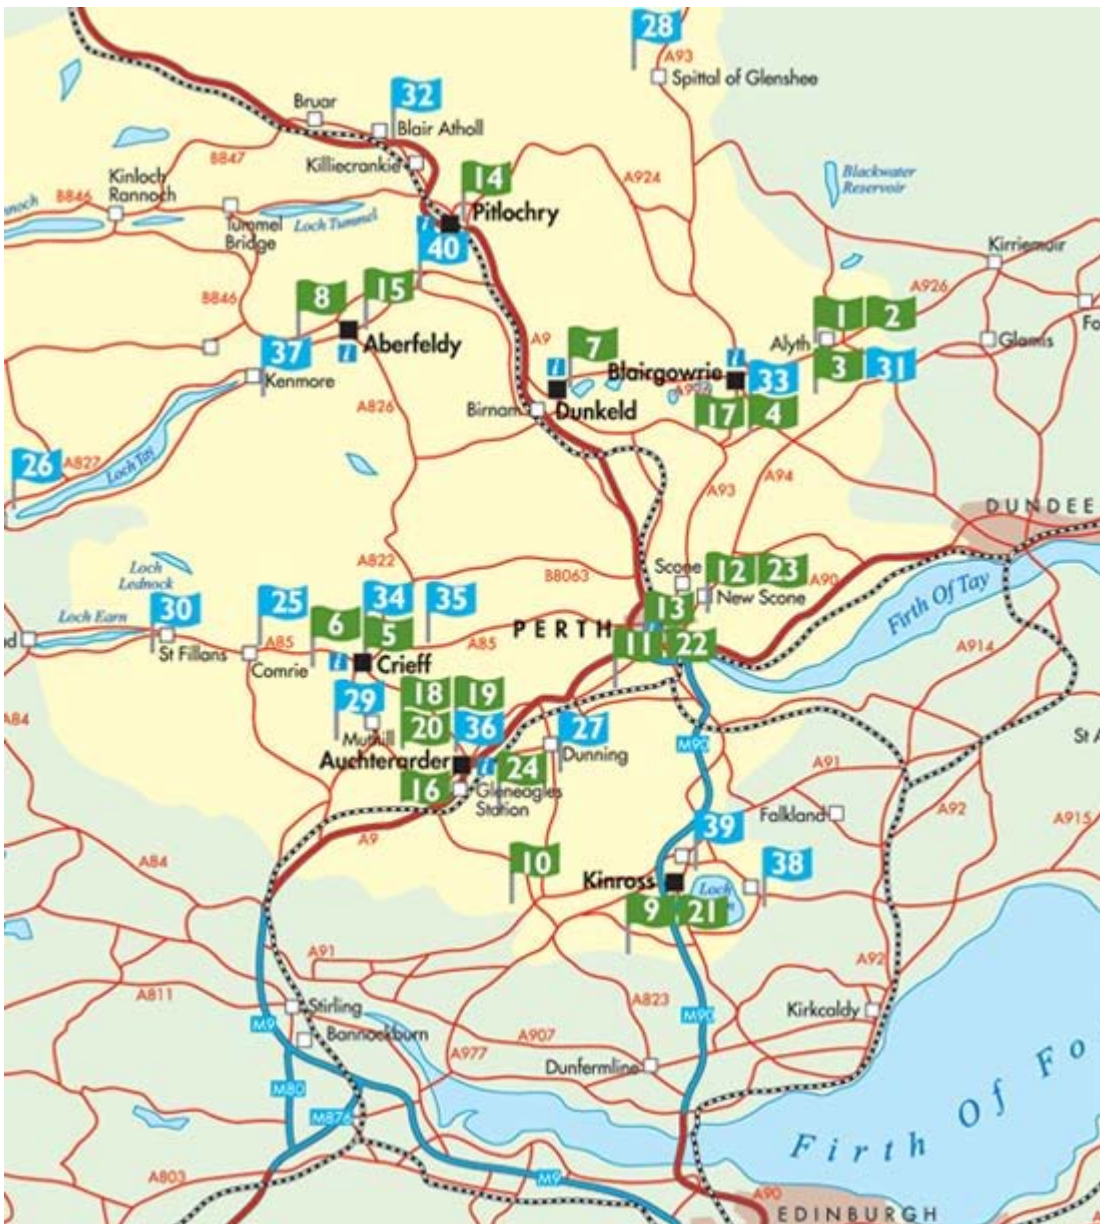 28
A93
Spittal of Glenshee
32
Bruar
Blair Atholl
B847
Killiecrankie
Blackwater
Reservoir
Kinloch
Rannoch
B846
14
A924
Pitlochry
Tummel
Bridge
Loch Tummel
i
40
Kirriemuir
B846
8
15
A926
1
2
Aberfeldy
i
A9
7
i
Alyth
Glamis
37
Kenmore
Blairgowrie
i
33
3
31
A826
Birnam
Dunkeld
17
4
26
A827
Loch Tay
A93
A94
DUNDEE
Loch
Lednock
A822
B8063
Scone
12
23
A90
New Scone
Firth Of Tay
Loch Earn
30
St Fillans
25
A85
Comrie
6
34
5
35
A85
i
Crieff
PERTH
13
11
22
A914
A84
29
Muthill
18
19
20
36
27
Dunning
M90
St A
Auchterarder
i
24
16
Gleneagles
Station
A91
A92
A9
39
Falkland
A915
A84
10
Kinross
Loch
38
9
21
A91
A92
A811
Stirling
A823
Kirkcaldy
M9
Bannockburn
A907
M90
A977
Dunfermline
M80
M876
Firth Of Fo
A803
M9
A90
EDINBURGH